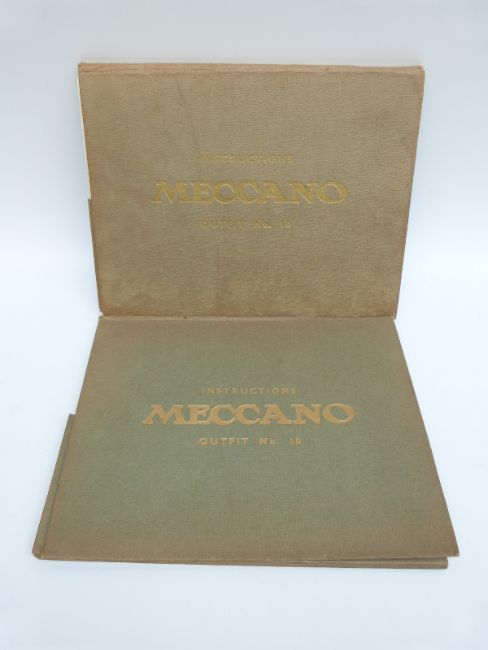 INSTRUCTIONS
MECCANO
OUTFIT No. 10
INSTRUCTIONS
MECCANO
OUTFIT No. 10